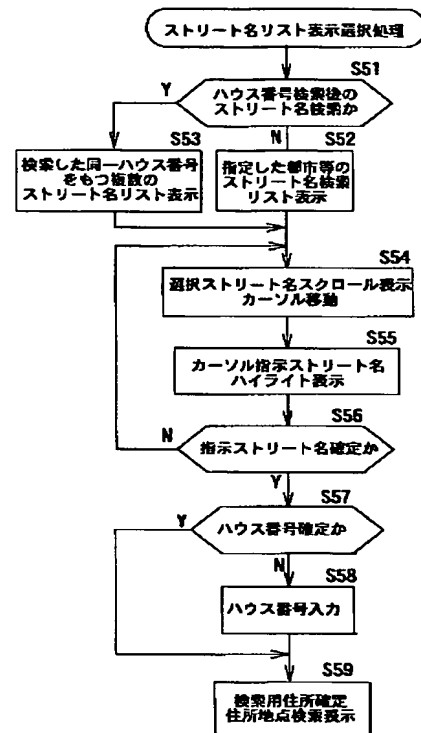 ストリート名リスト表示選択処理
S51
Y
ハウス番号検索後の
ストリート名検索か
S53
N
S52
検索した同一ハウス番号
をもつ複数の
ストリート名リスト表示
指定した都市等の
ストリート名検索
リスト表示
S54
選択ストリート名スクロール表示
カーソル移動
S55
カーソル指示ストリート名
ハイライト表示
S56
N
指示ストリート名確定か
Y
S57
Y
ハウス番号確定か
N
S58
ハウス番号入力
S59
検索用住所確定
住所地点検索表示